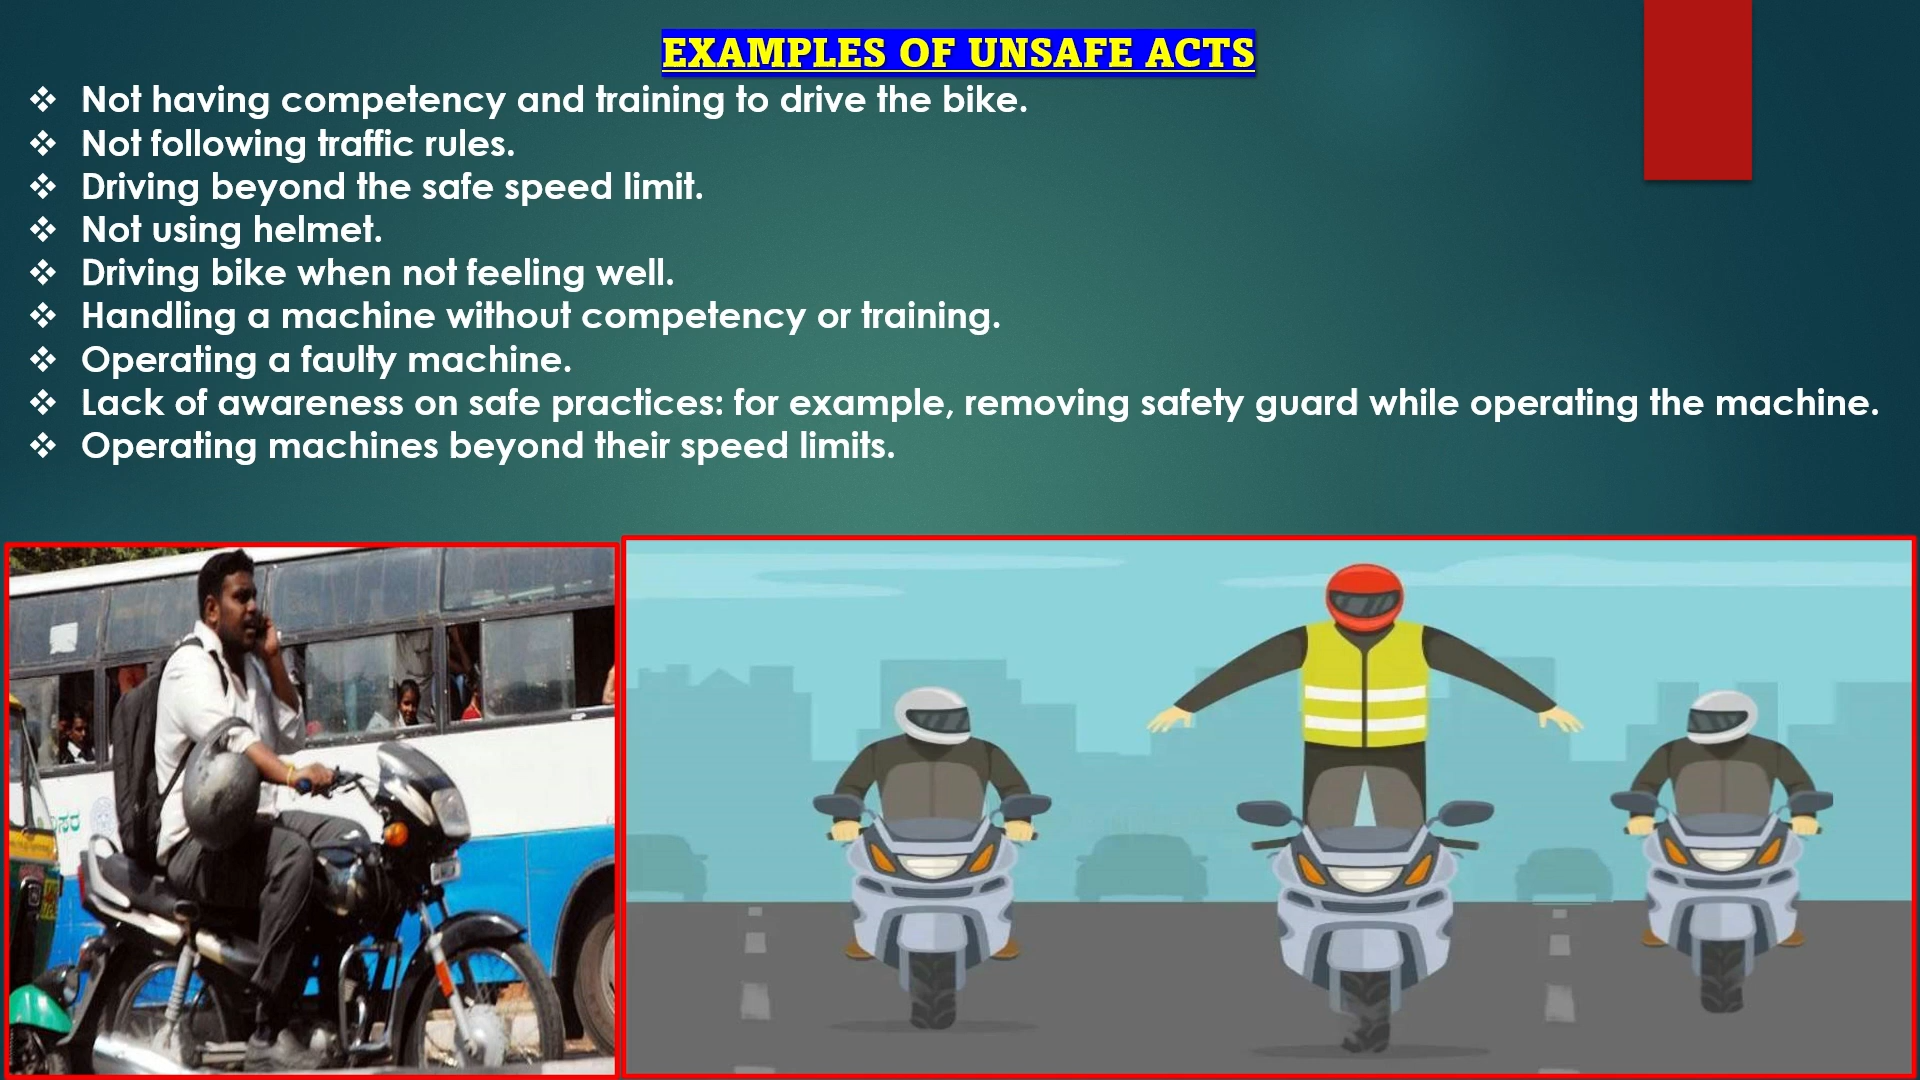 EXAMPLES OF UNSAFE ACTS
❖ Not having competency and training to drive the bike.
❖ Not following traffic rules.
❖ Driving beyond the safe speed limit.
❖ Not using helmet.
❖ Driving bike when not feeling well.
❖ Handling a machine without competency or training.
❖ Operating a faulty machine.
❖ Lack of awareness on safe practices: for example, removing safety guard while operating the machine.
❖ Operating machines beyond their speed limits.